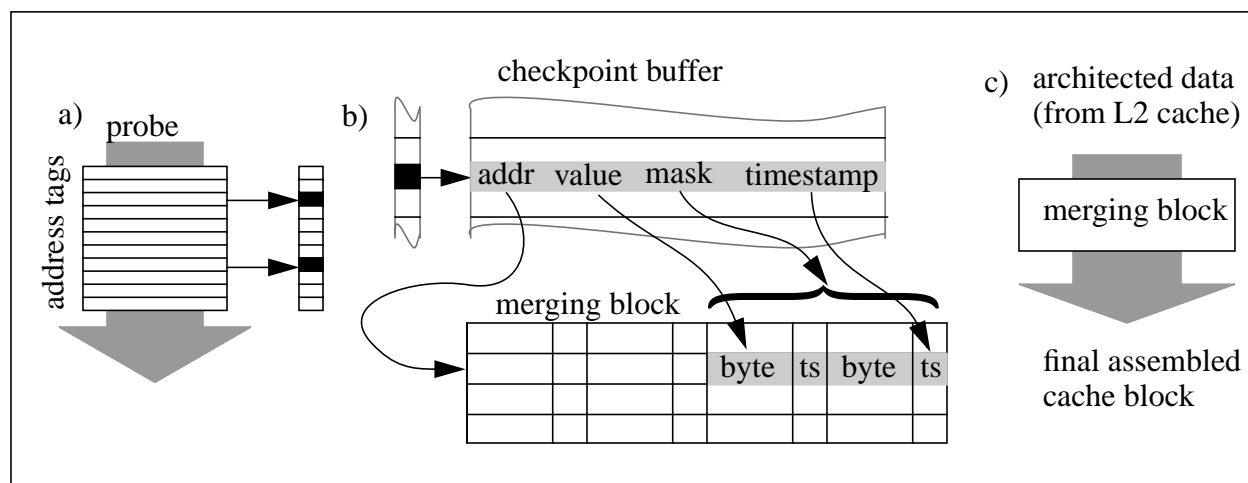 a)
probe
address tags
b)
checkpoint buffer
addr value mask timestamp
merging block
byte ts byte ts
c)
architected data
(from L2 cache)
merging block
final assembled
cache block